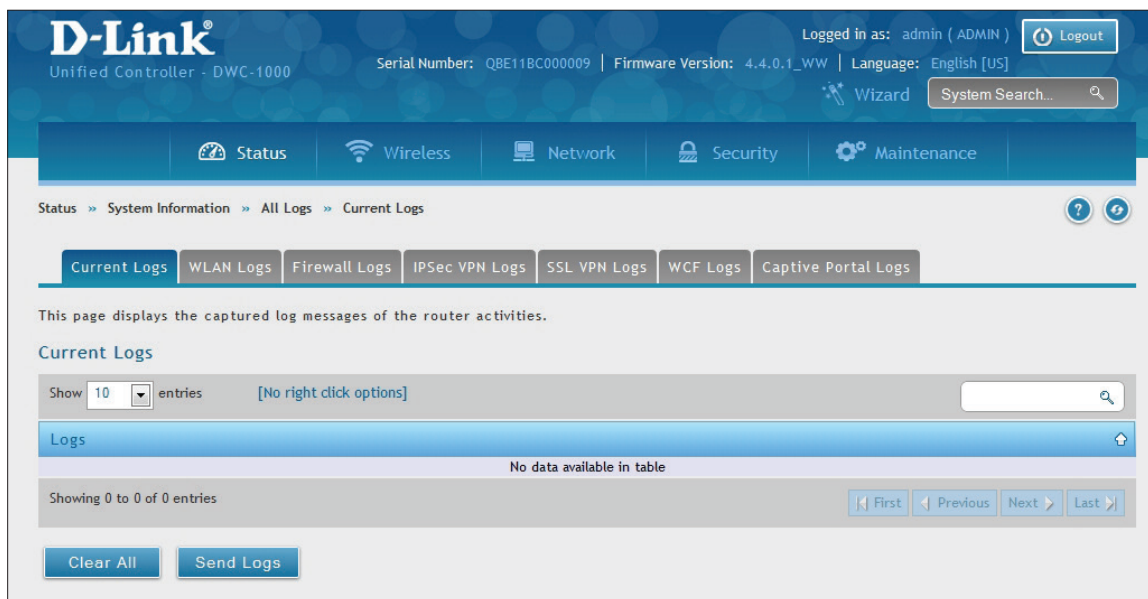 D-Link®
Unified Controller - DWC-1000
Logged in as: admin ( ADMIN ) Logout
Serial Number: QBE11BC000009 | Firmware Version: 4.4.0.1_WW | Language: English [US]
Wizard System Search...
Status Wireless Network Security Maintenance
Status » System Information » All Logs » Current Logs
?
Current Logs WLAN Logs Firewall Logs IPSec VPN Logs SSL VPN Logs WCF Logs Captive Portal Logs
This page displays the captured log messages of the router activities.
Current Logs
Show 10 entries [No right click options]
Logs
No data available in table
Showing 0 to 0 of 0 entries First Previous Next Last
Clear All Send Logs